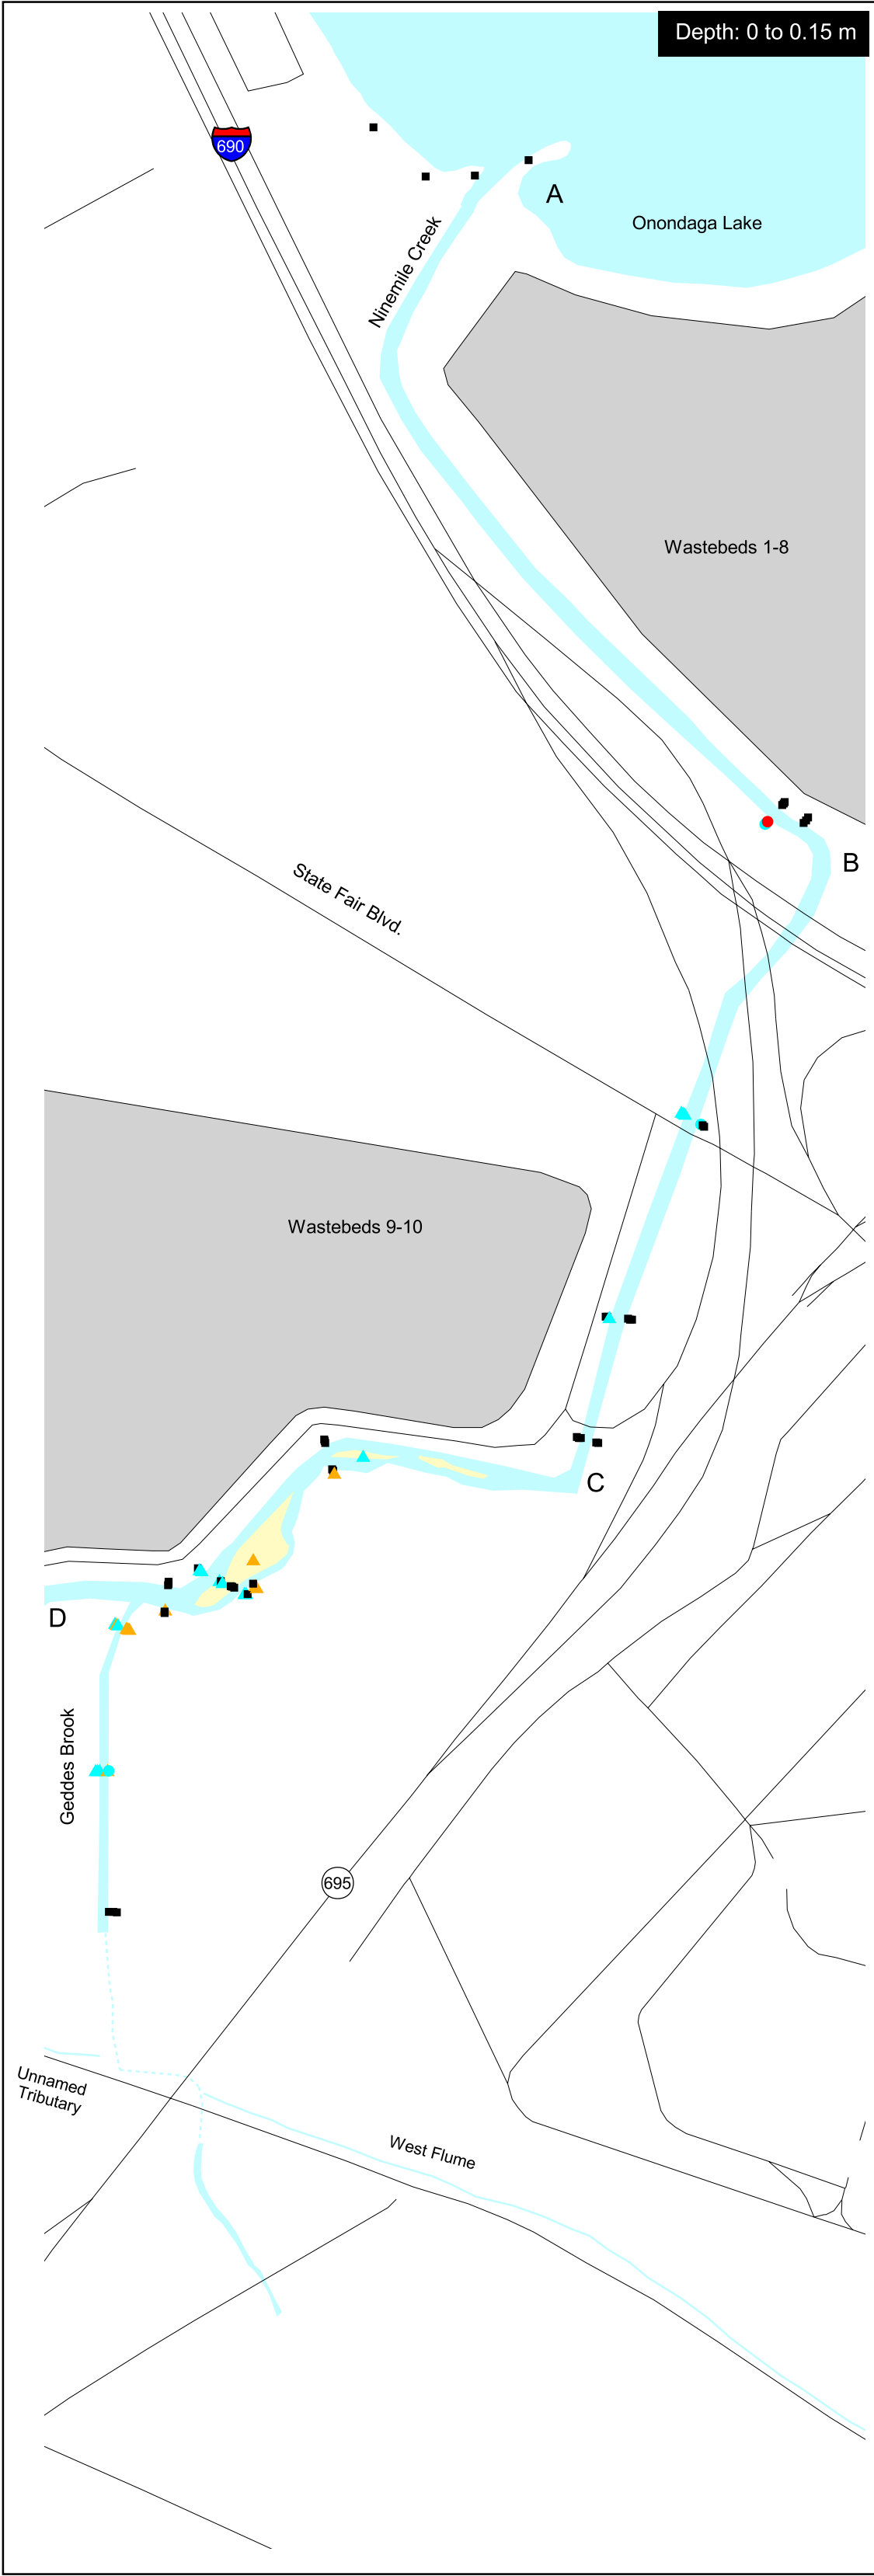 Depth: 0 to 0.15 m
690
A
Onondaga Lake
Ninemile Creek
Wastebeds 1-8
B
State Fair Blvd.
Wastebeds 9-10
C
D
Geddes Brook
695
Unnamed
Tributary
West Flume